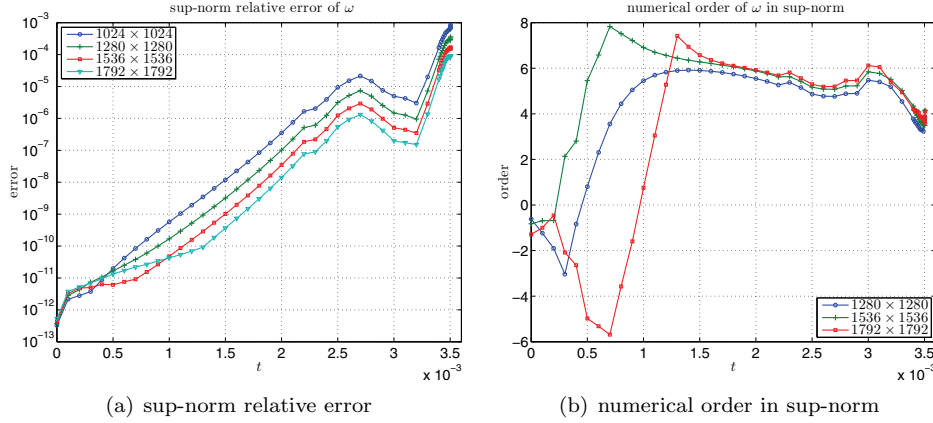 sup-norm relative error of ω
10⁻³
10⁻⁴
10⁻⁵
10⁻⁶
10⁻⁷
10⁻⁸
10⁻⁹
10⁻¹⁰
10⁻¹¹
10⁻¹²
10⁻¹³
error
1024 × 1024
1280 × 1280
1536 × 1536
1792 × 1792
0 0.5 1.0 1.5 2 2.5 3.0 3.5
t
x 10⁻³
(a) sup-norm relative error
numerical order of ω in sup-norm
8
6
4
2
0
−2
−4
−6
order
1280 × 1280
1536 × 1536
1792 × 1792
0 0.5 1.0 1.5 2 2.5 3.0 3.5
t
x 10⁻³
(b) numerical order in sup-norm